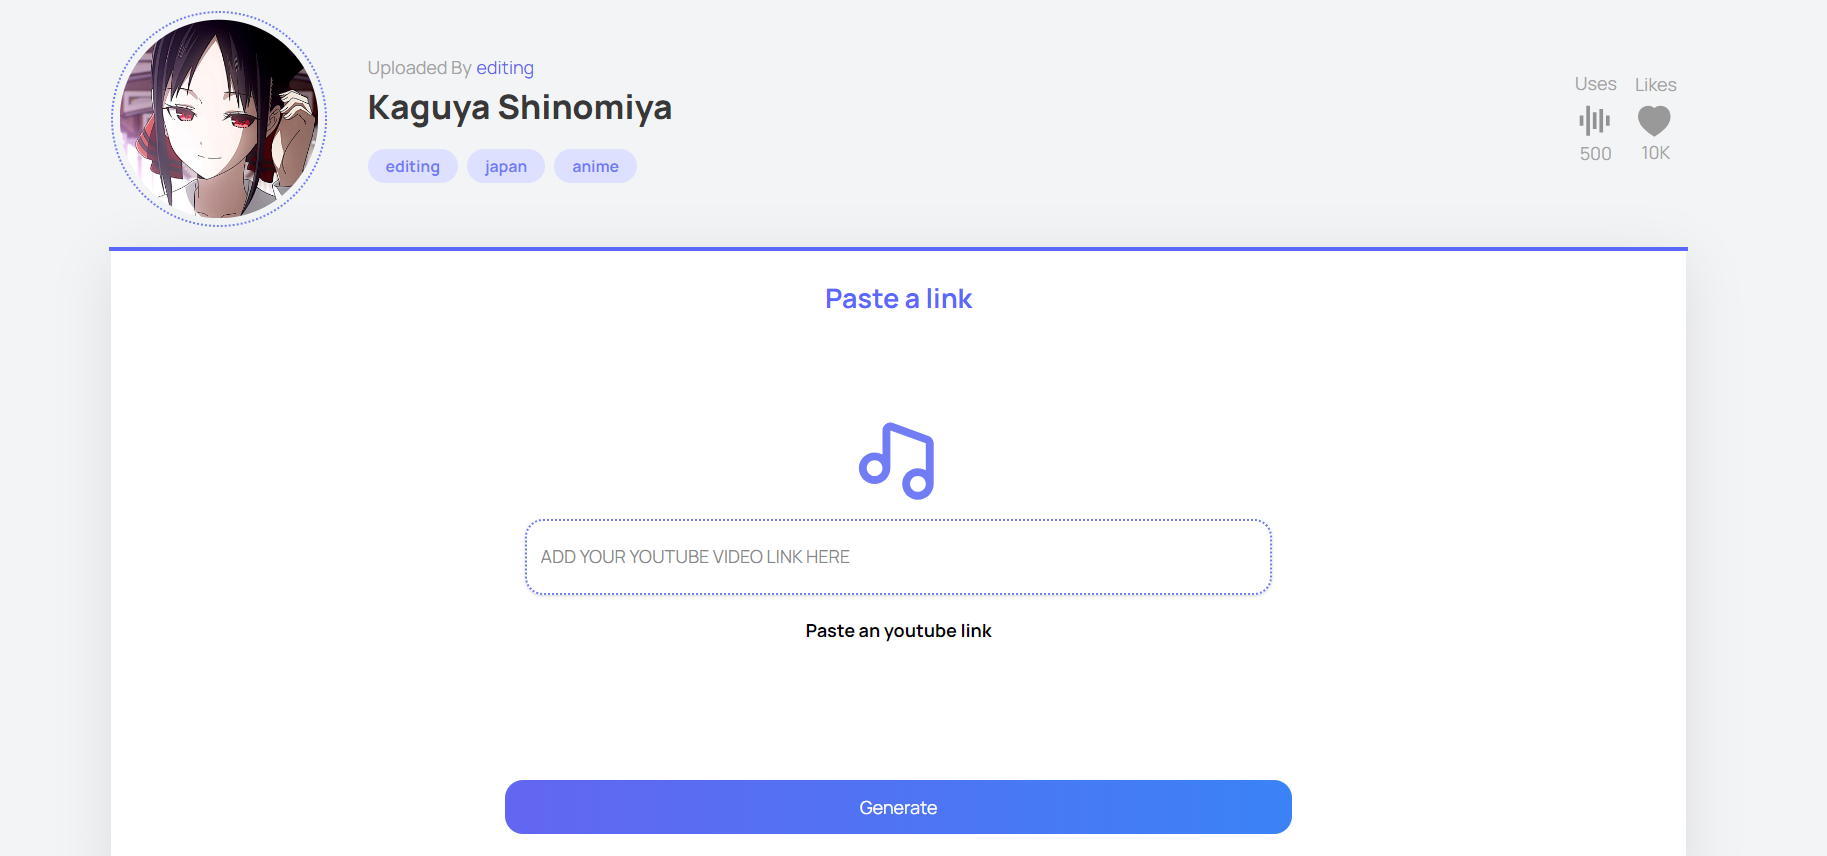 Uploaded By editing
Kaguya Shinomiya
editing japan anime
Uses Likes
500 10K
Paste a link
ADD YOUR YOUTUBE VIDEO LINK HERE
Paste an youtube link
Generate